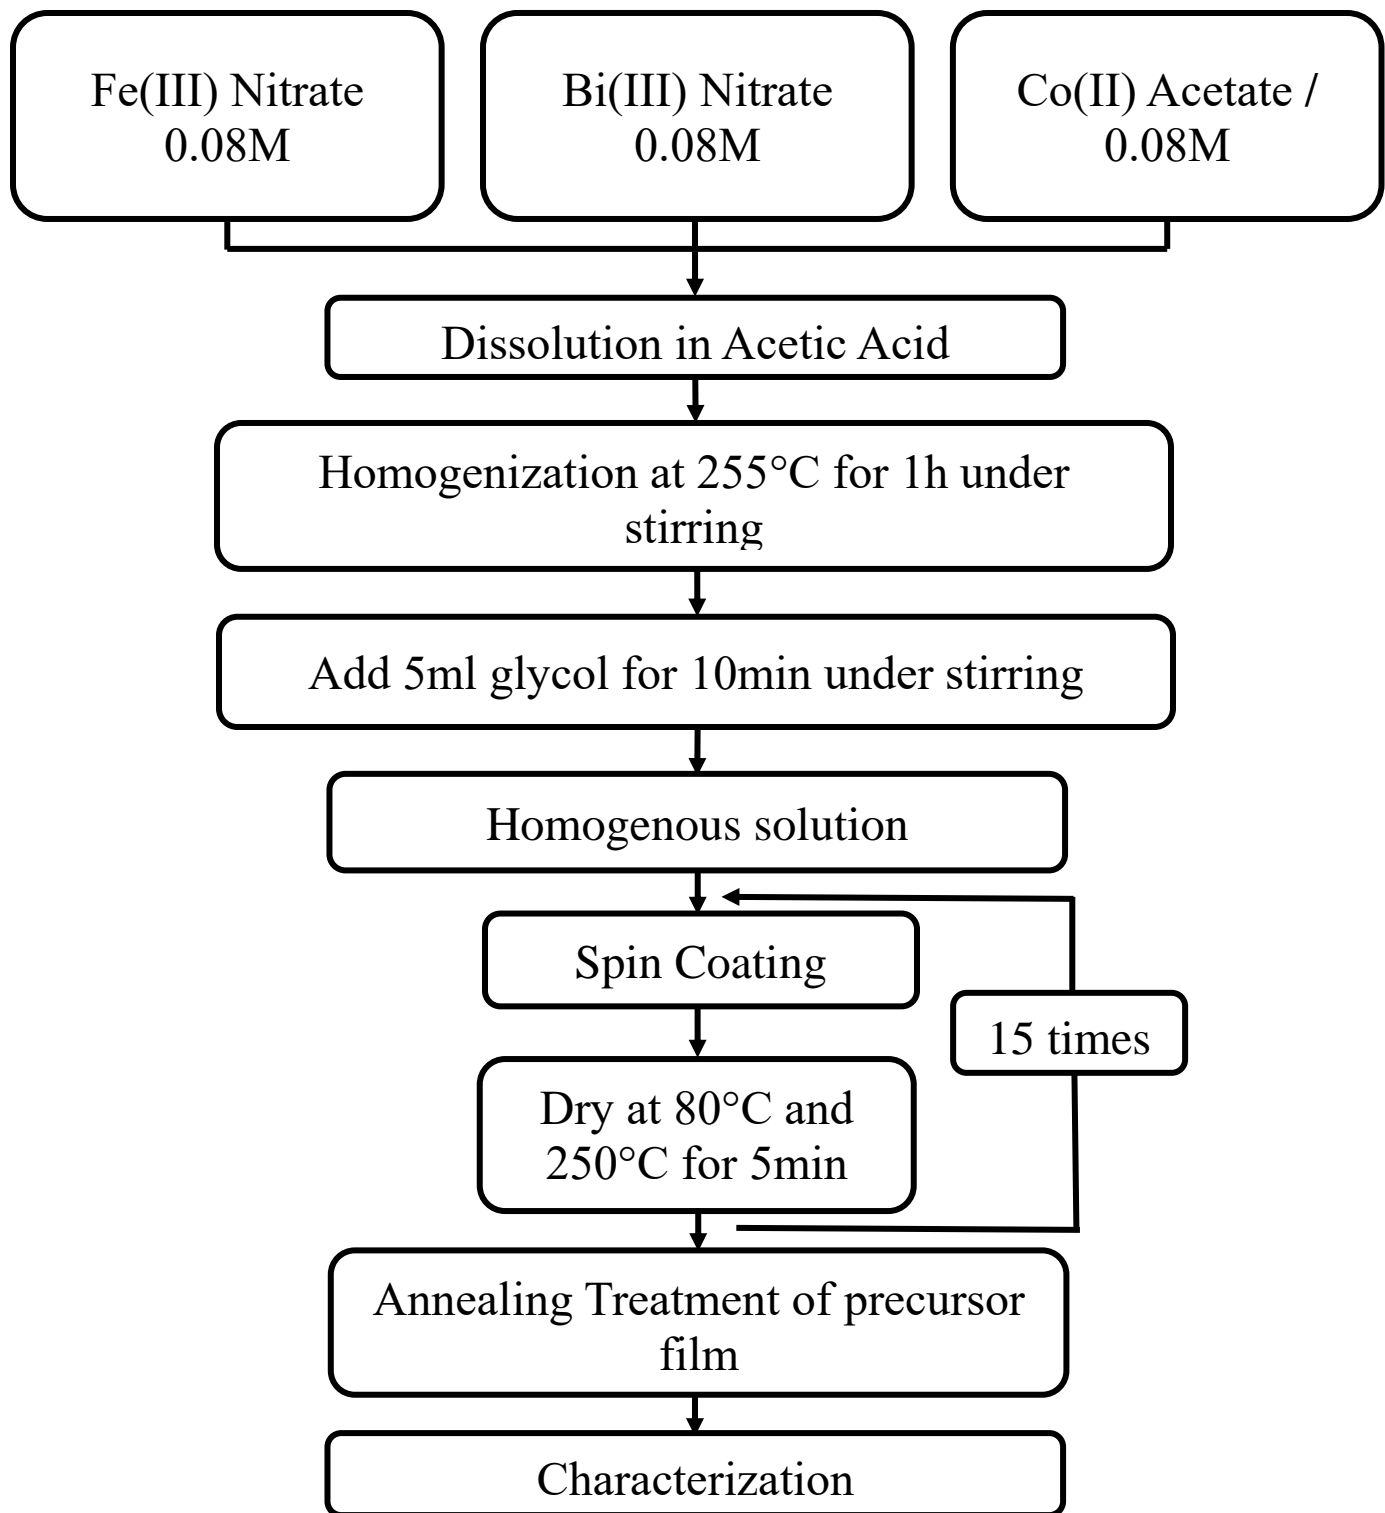 Fe(III) Nitrate
0.08M
Bi(III) Nitrate
0.08M
Co(II) Acetate /
0.08M
Dissolution in Acetic Acid
Homogenization at 255°C for 1h under
stirring
Add 5ml glycol for 10min under stirring
Homogenous solution
Spin Coating
15 times
Dry at 80°C and
250°C for 5min
Annealing Treatment of precursor
film
Characterization